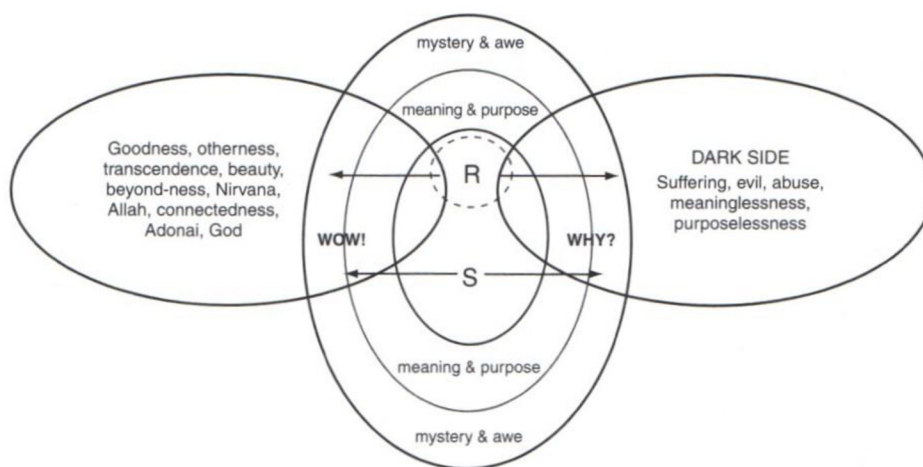 mystery & awe
meaning & purpose
Goodness, otherness,
transcendence, beauty,
beyond-ness, Nirvana,
Allah, connectedness,
Adonai, God
R
DARK SIDE
Suffering, evil, abuse,
meaninglessness,
purposelessness
WOW!
WHY?
S
meaning & purpose
mystery & awe